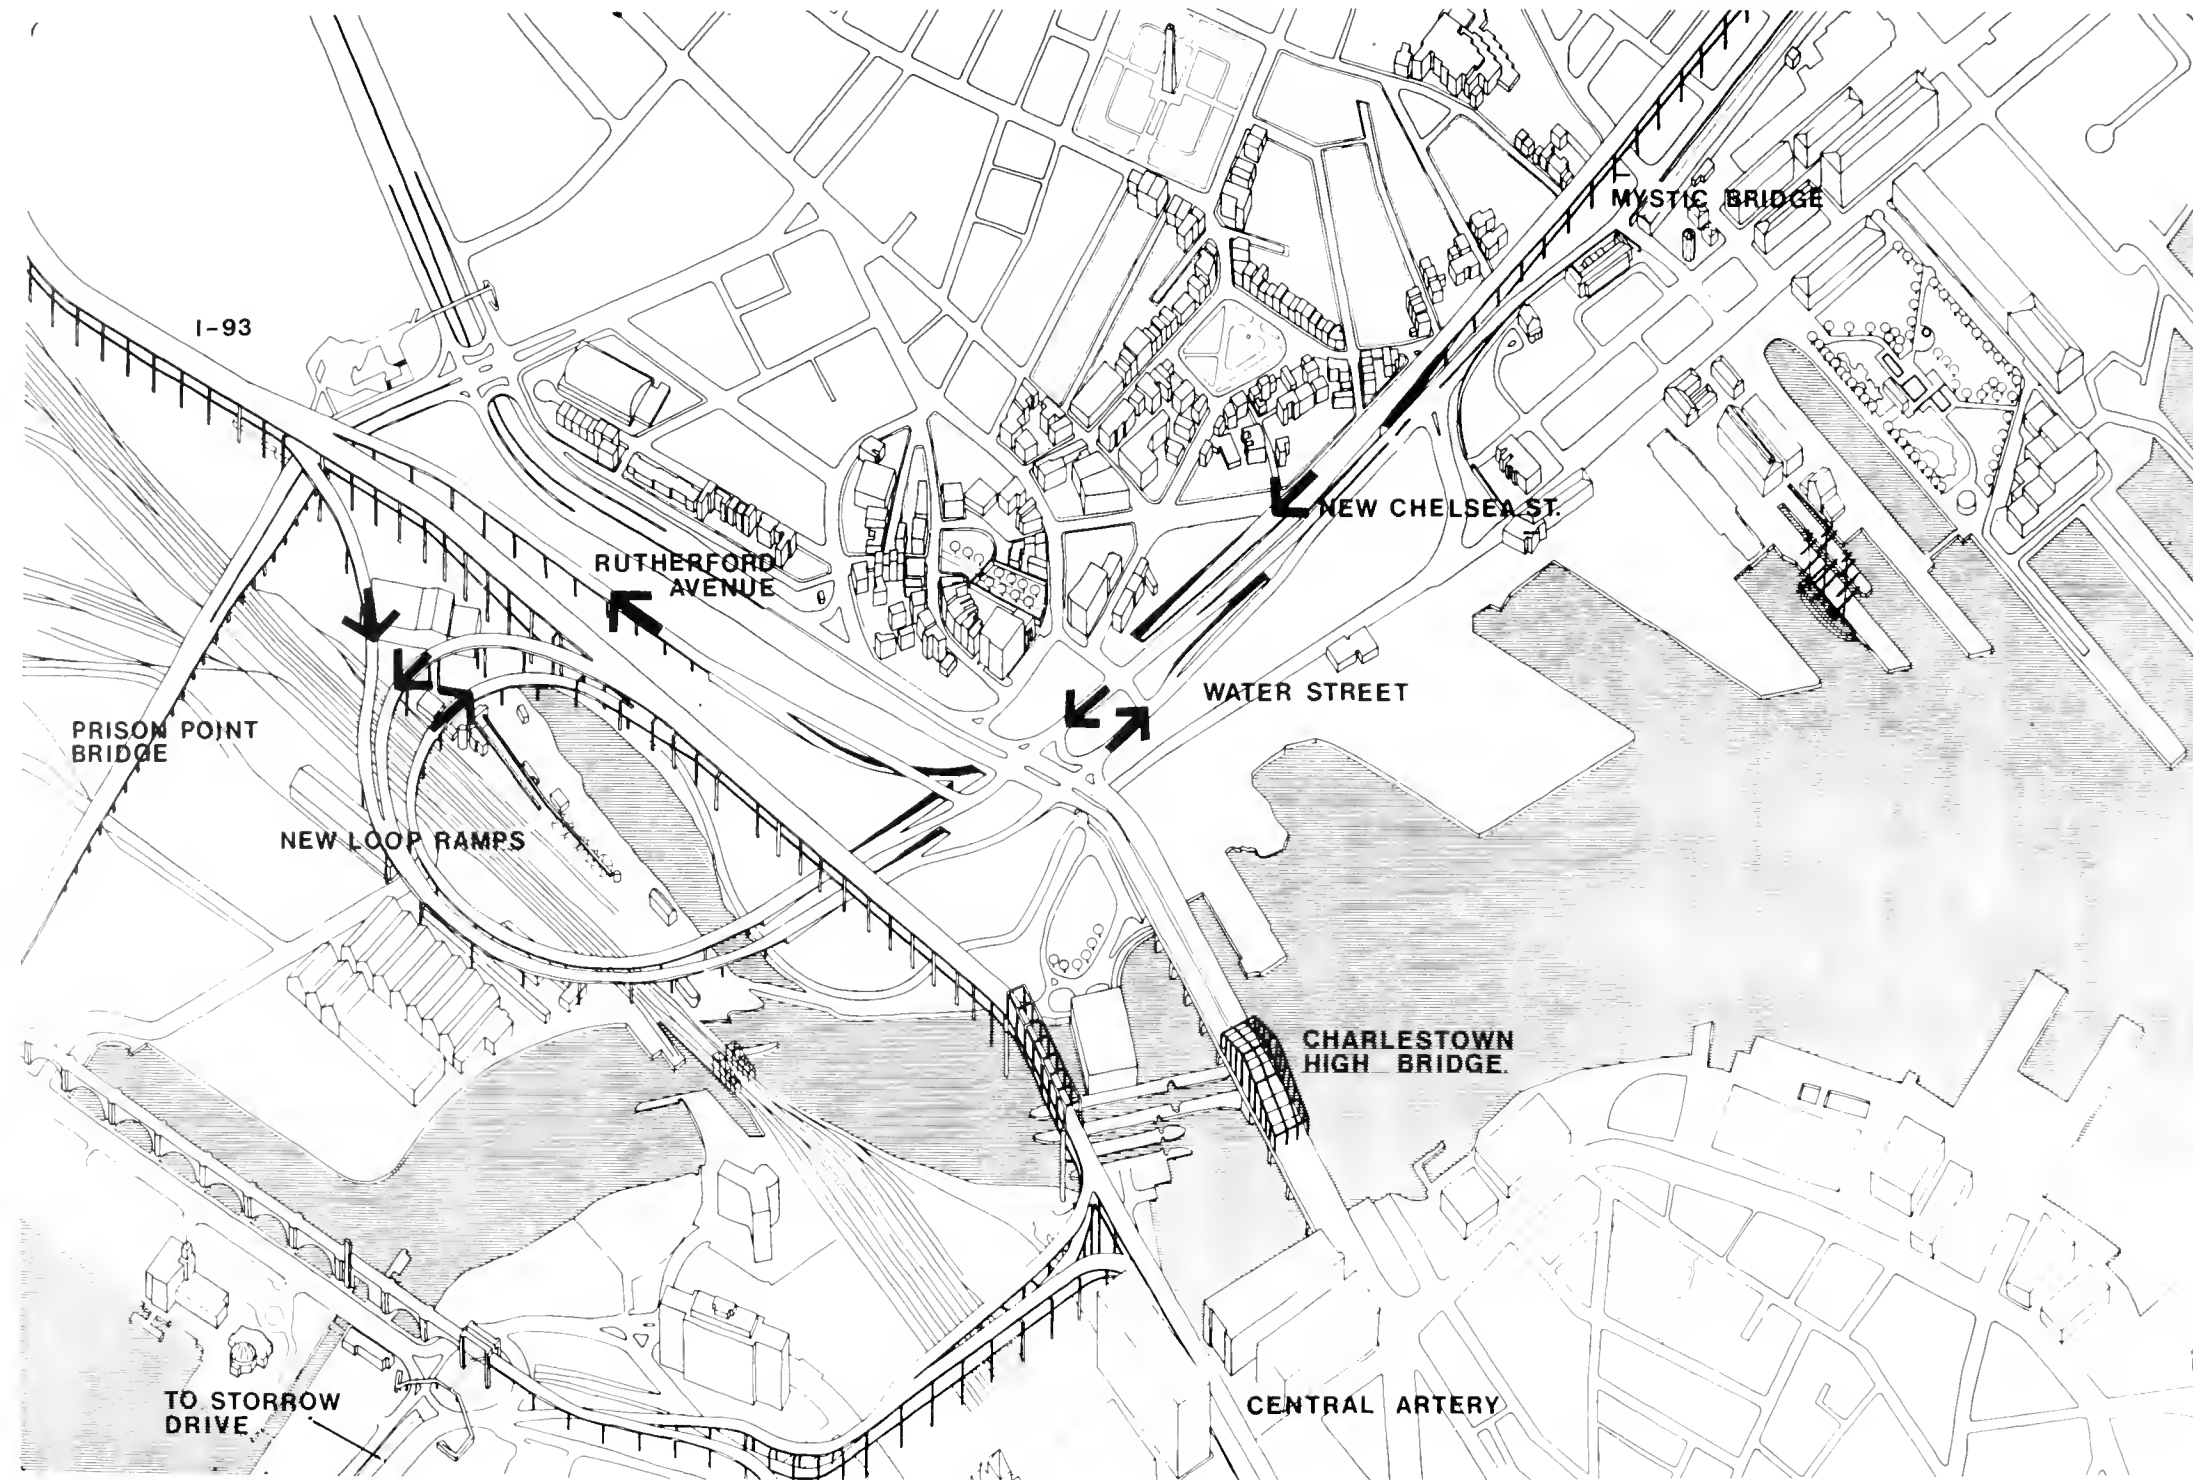 MYSTIC BRIDGE
I-93
NEW CHELSEA ST.
RUTHERFORD
AVENUE
WATER STREET
PRISON POINT
BRIDGE
NEW LOOP RAMPS
CHARLESTOWN
HIGH BRIDGE.
TO STORROW
DRIVE
CENTRAL ARTERY